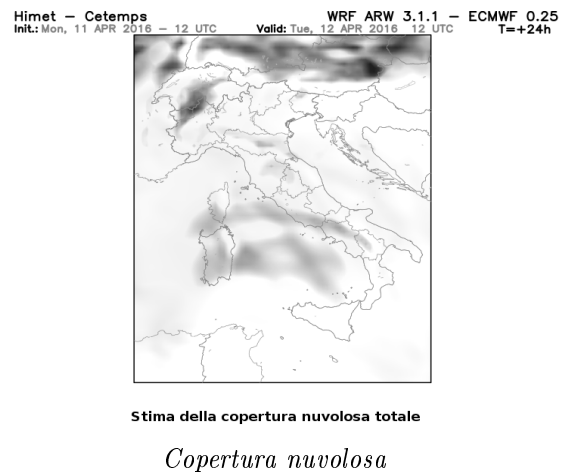 Himet – Cetemps WRF ARW 3.1.1 – ECMWF 0.25
Init.: Mon, 11 APR 2016 – 12 UTC Valid: Tue, 12 APR 2016 12 UTC T=+24h
Stima della copertura nuvolosa totale
Copertura nuvolosa